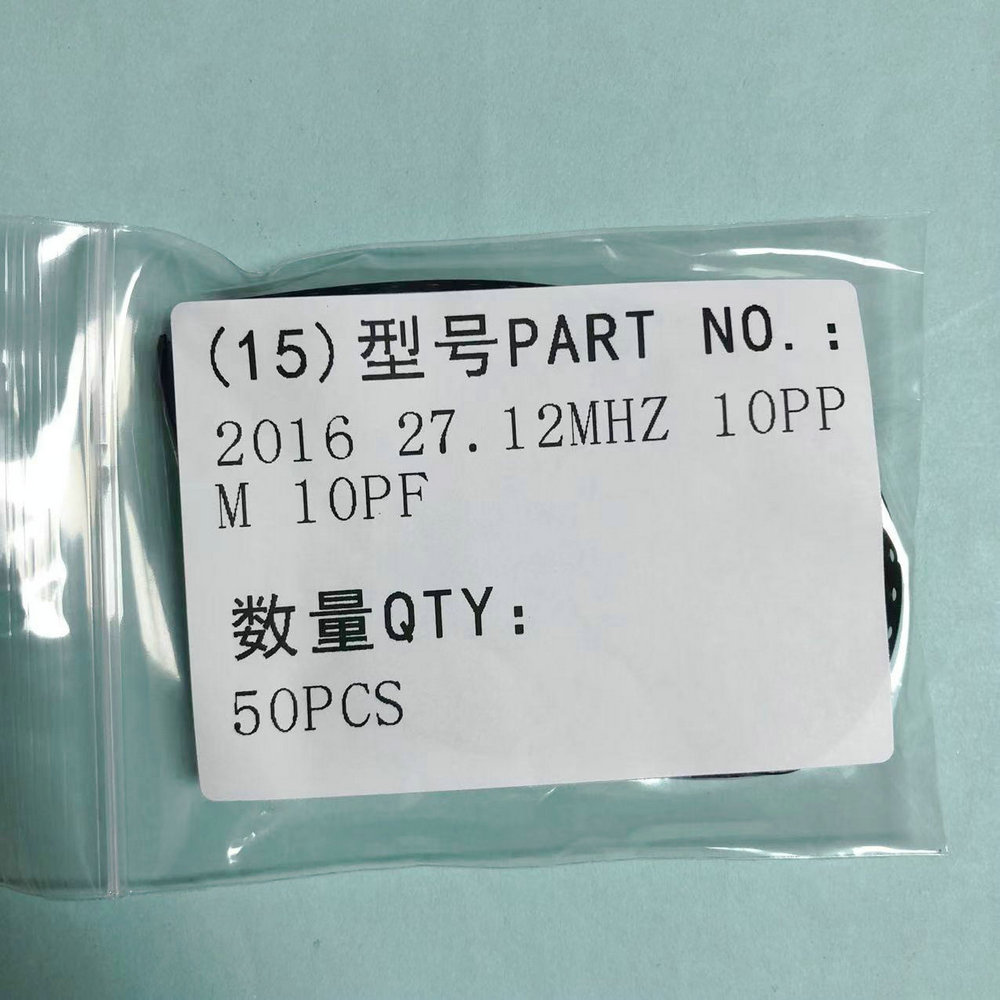 (15)型号PART NO.:
2016 27.12MHZ 10PP
M 10PF
数量QTY:
50PCS